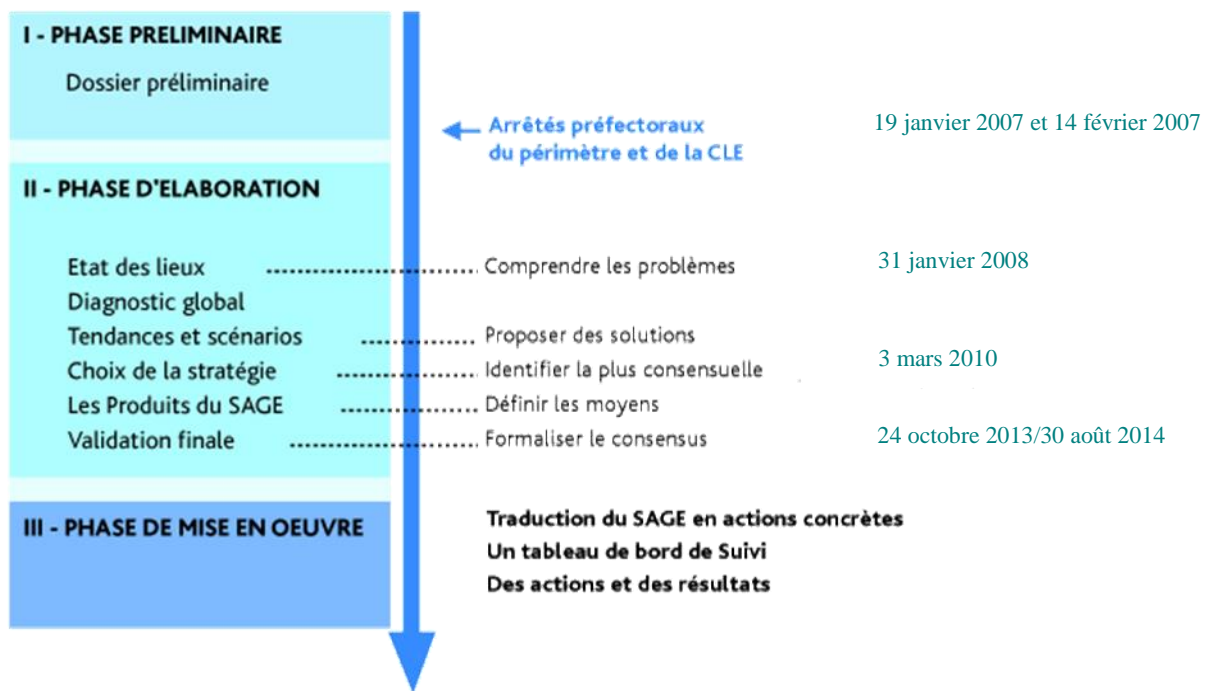 I - PHASE PRELIMINAIRE
Dossier préliminaire
Arrêtés préfectoraux
du périmètre et de la CLE
19 janvier 2007 et 14 février 2007
II - PHASE D'ELABORATION
Etat des lieux .......................... Comprendre les problèmes 31 janvier 2008
Diagnostic global
Tendances et scénarios .............. Proposer des solutions
Choix de la stratégie ................. Identifier la plus consensuelle 3 mars 2010
Les Produits du SAGE ................ Définir les moyens
Validation finale ....................... Formaliser le consensus 24 octobre 2013/30 août 2014
III - PHASE DE MISE EN OEUVRE
Traduction du SAGE en actions concrètes
Un tableau de bord de Suivi
Des actions et des résultats